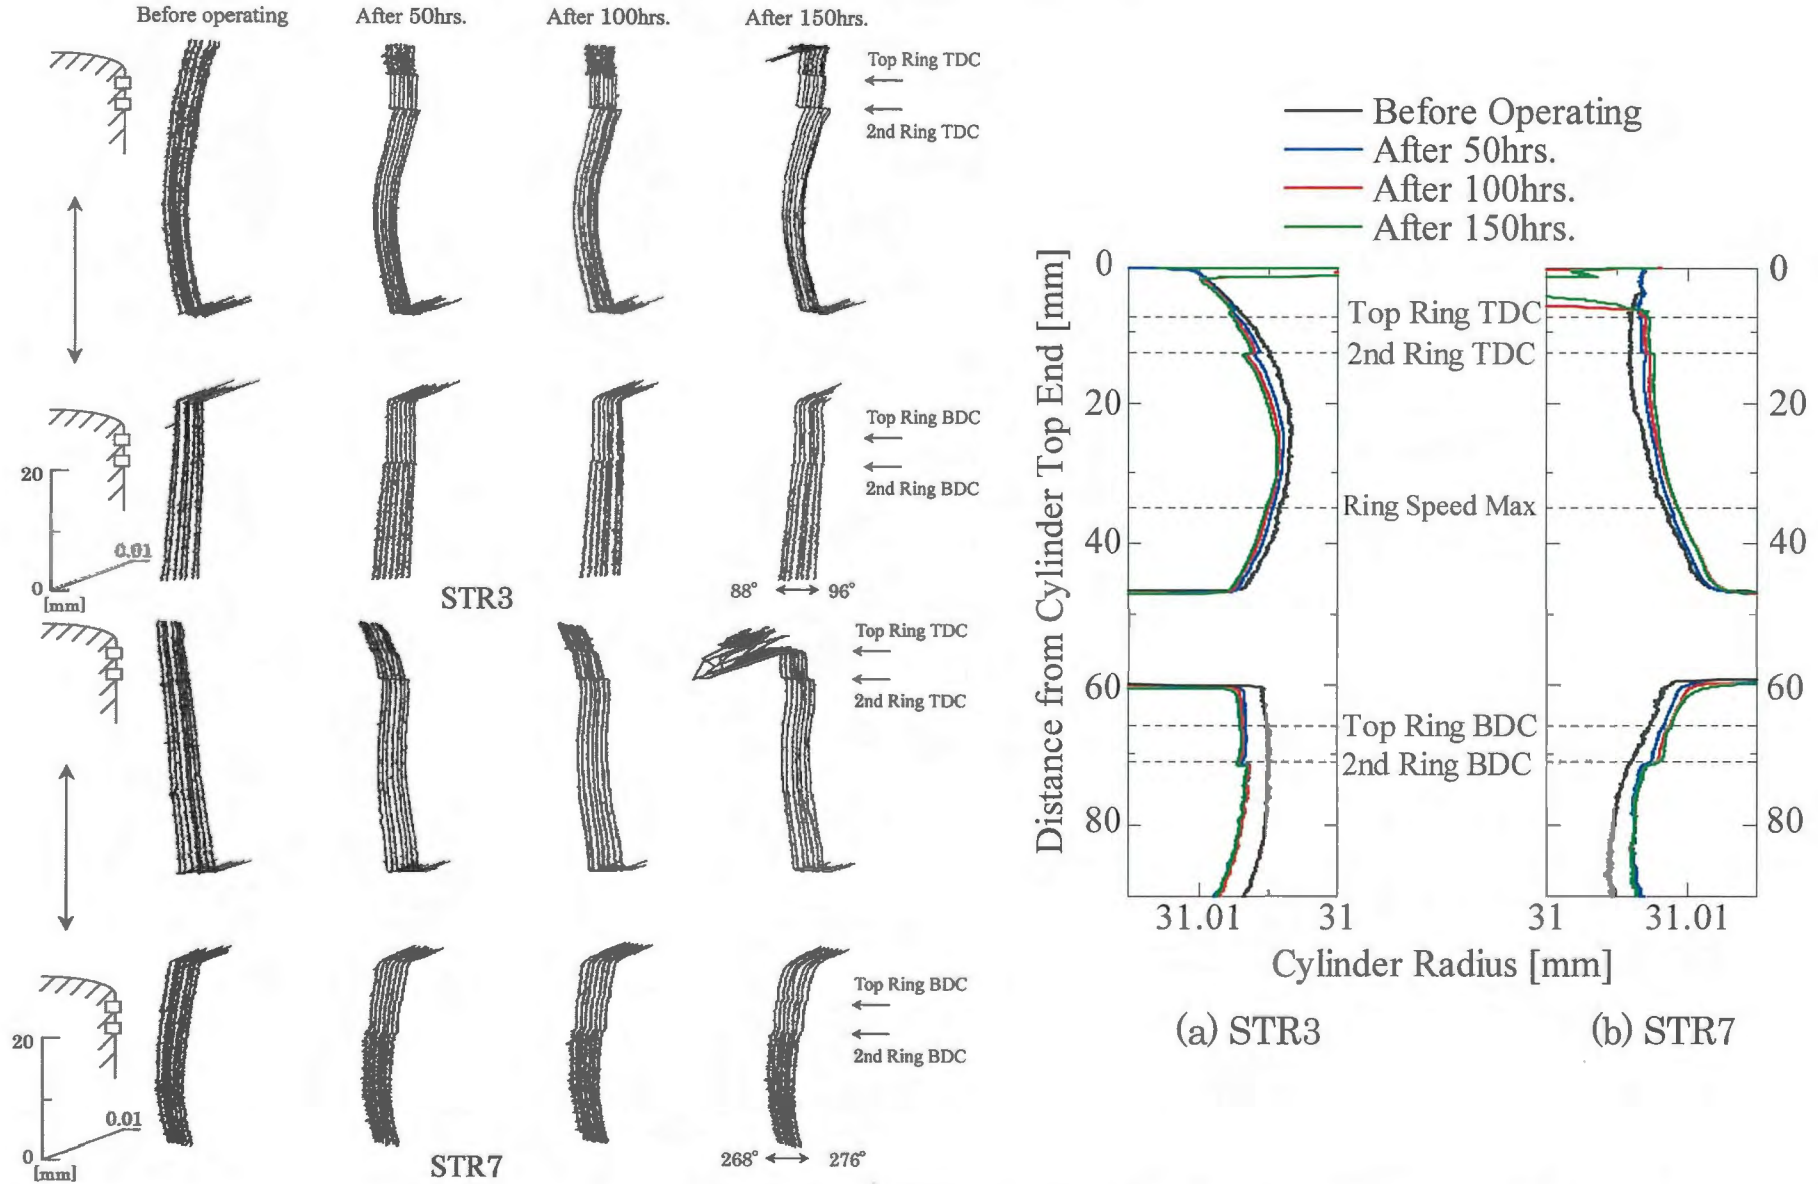 Before operating
After 50hrs.
After 100hrs.
After 150hrs.
Top Ring TDC
2nd Ring TDC
Top Ring BDC
2nd Ring BDC
20
0.01
0
[mm]
STR3
88°
96°
Top Ring TDC
2nd Ring TDC
Top Ring BDC
2nd Ring BDC
20
0.01
0
[mm]
STR7
268°
276°
Before Operating
After 50hrs.
After 100hrs.
After 150hrs.
Distance from Cylinder Top End [mm]
0
20
40
60
80
Top Ring TDC
2nd Ring TDC
Ring Speed Max
Top Ring BDC
2nd Ring BDC
0
20
40
60
80
31.01
31
31
31.01
Cylinder Radius [mm]
(a) STR3
(b) STR7